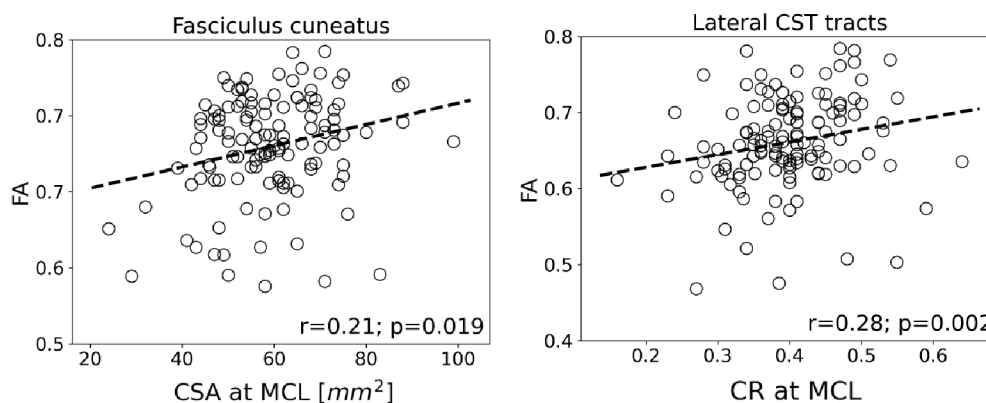 Fasciculus cuneatus
0.8
0.7
0.7
0.6
0.5
FA
r=0.21; p=0.019
20 40 60 80 100
CSA at MCL [mm²]
Lateral CST tracts
0.8
0.7
0.6
0.5
0.4
FA
r=0.28; p=0.002
0.2 0.3 0.4 0.5 0.6
CR at MCL